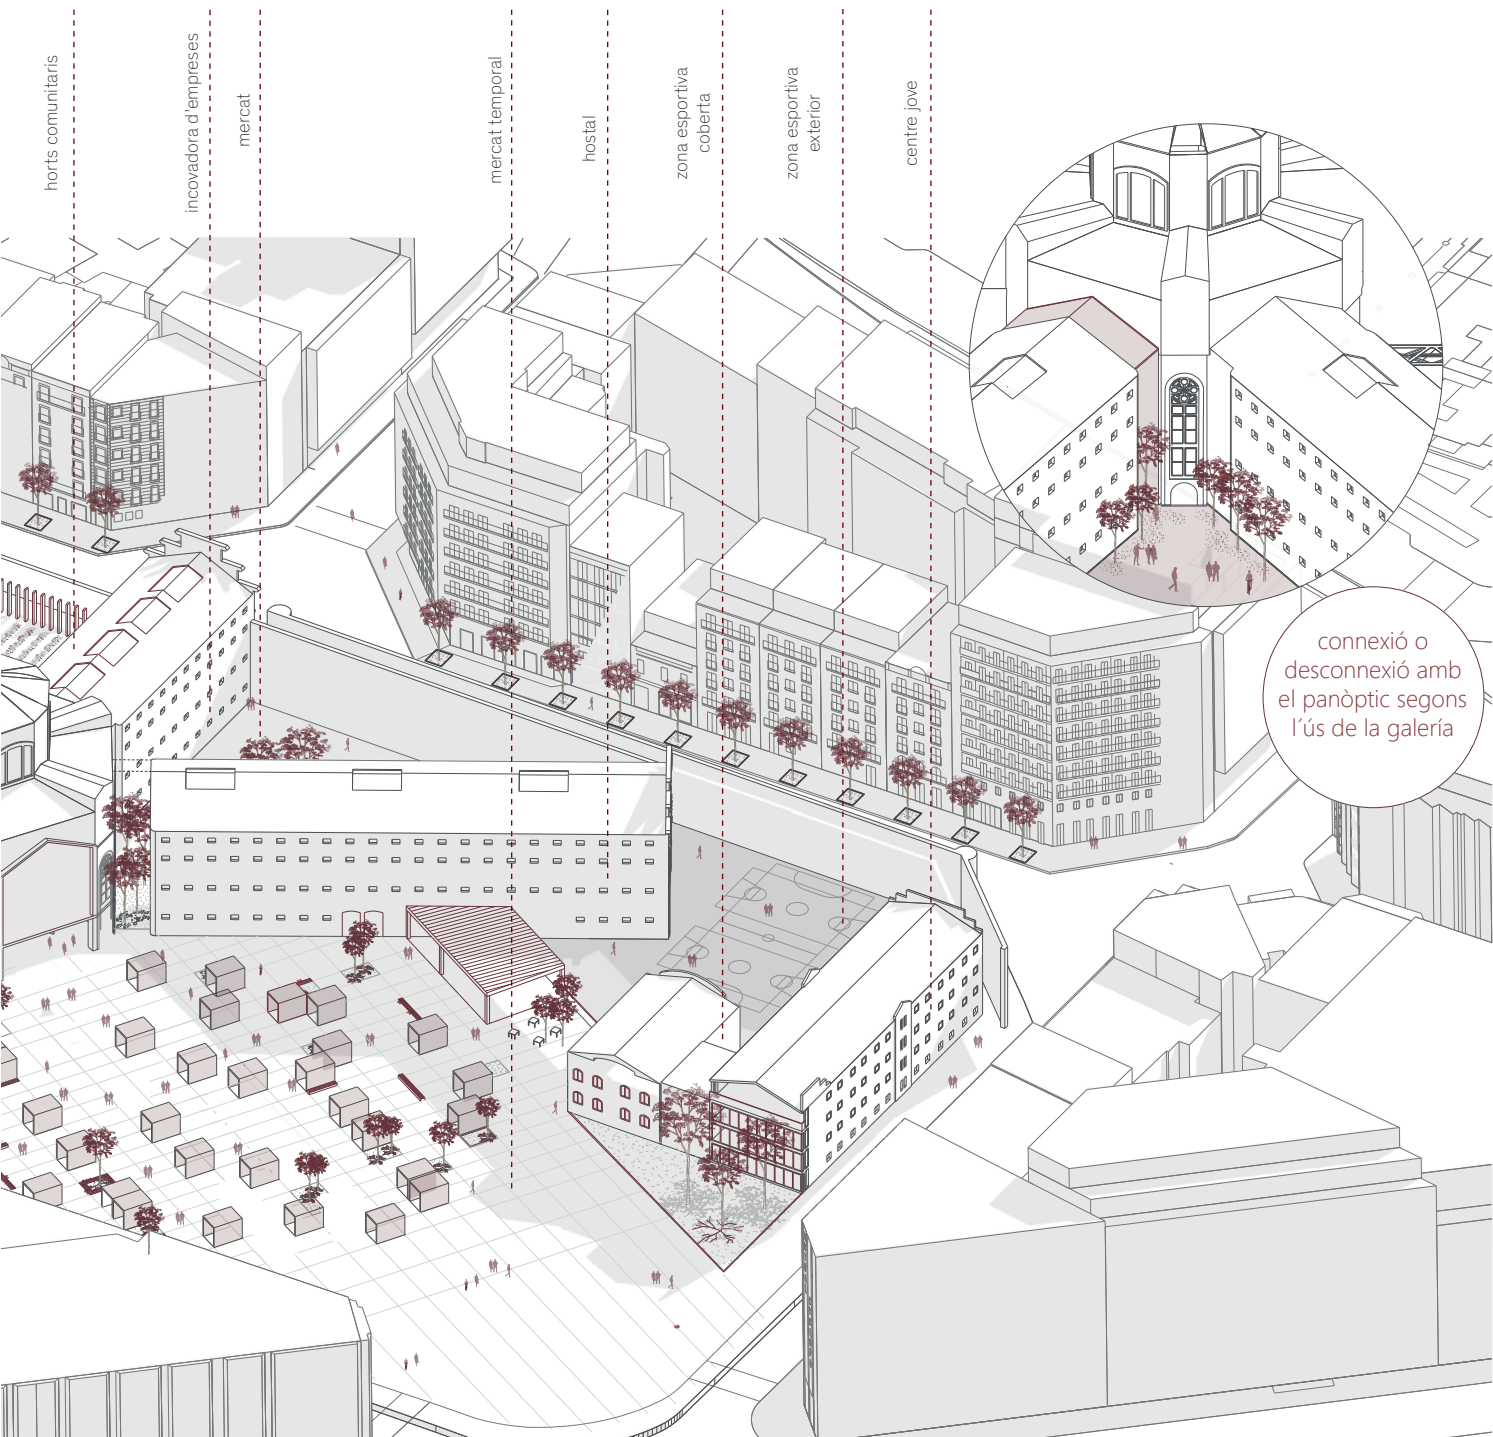 horts comunitaris
incovadora d'empreses
mercat
mercat temporal
hostal
zona esportiva
coberta
zona esportiva
exterior
centre jove
connexió o
desconnexió amb
el panòptic segons
l´ús de la galería